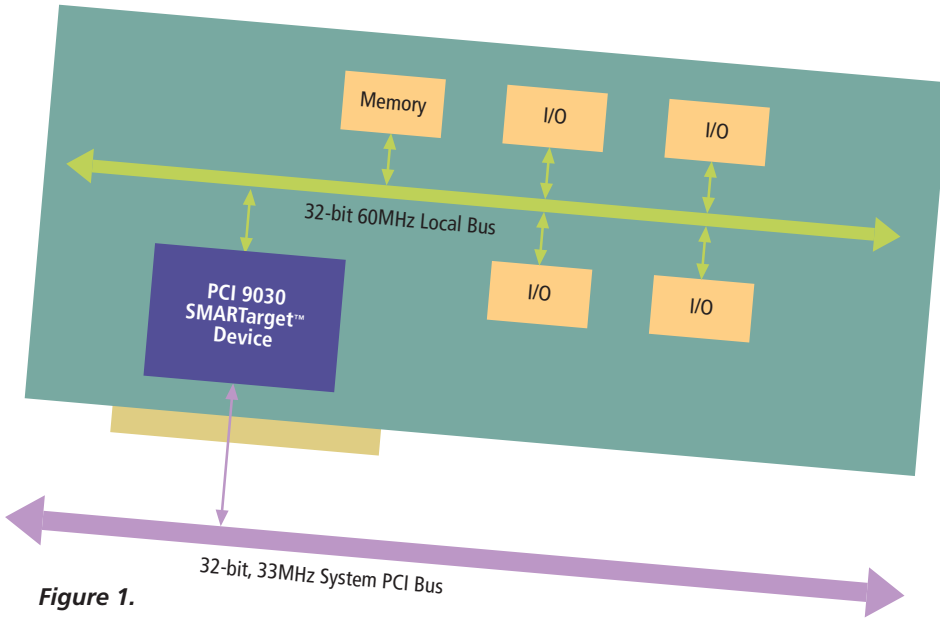 Memory
I/O
I/O
32-bit 60MHz Local Bus
I/O
I/O
PCI 9030
SMARTarget™
Device
32-bit, 33MHz System PCI Bus
Figure 1.